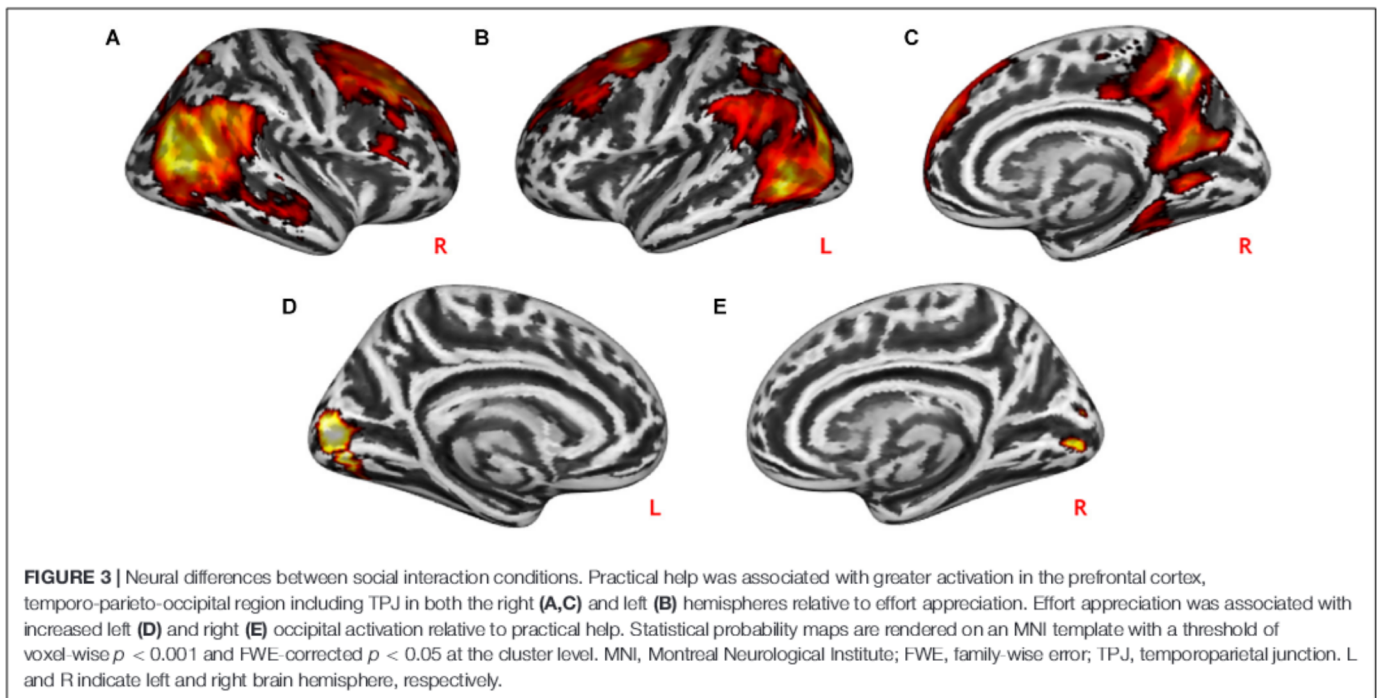 A B C
R L R
D E
L R
FIGURE 3 | Neural differences between social interaction conditions. Practical help was associated with greater activation in the prefrontal cortex,
temporo-parieto-occipital region including TPJ in both the right (A,C) and left (B) hemispheres relative to effort appreciation. Effort appreciation was associated with
increased left (D) and right (E) occipital activation relative to practical help. Statistical probability maps are rendered on an MNI template with a threshold of
voxel-wise p < 0.001 and FWE-corrected p < 0.05 at the cluster level. MNI, Montreal Neurological Institute; FWE, family-wise error; TPJ, temporoparietal junction. L
and R indicate left and right brain hemisphere, respectively.